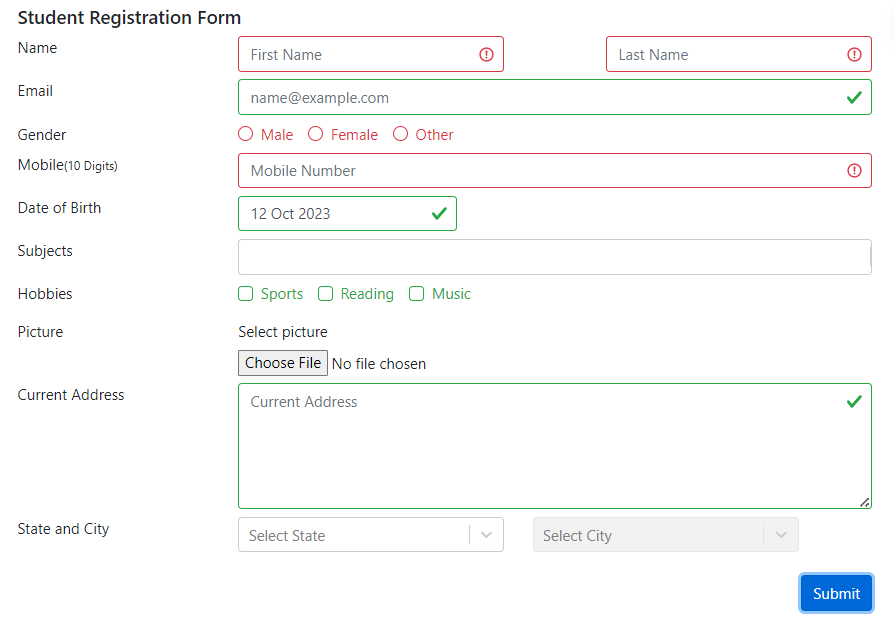 Student Registration Form
Name First Name Last Name
Email name@example.com
Gender Male Female Other
Mobile(10 Digits) Mobile Number
Date of Birth 12 Oct 2023
Subjects
Hobbies Sports Reading Music
Picture Select picture
Choose File No file chosen
Current Address Current Address
State and City Select State Select City
Submit